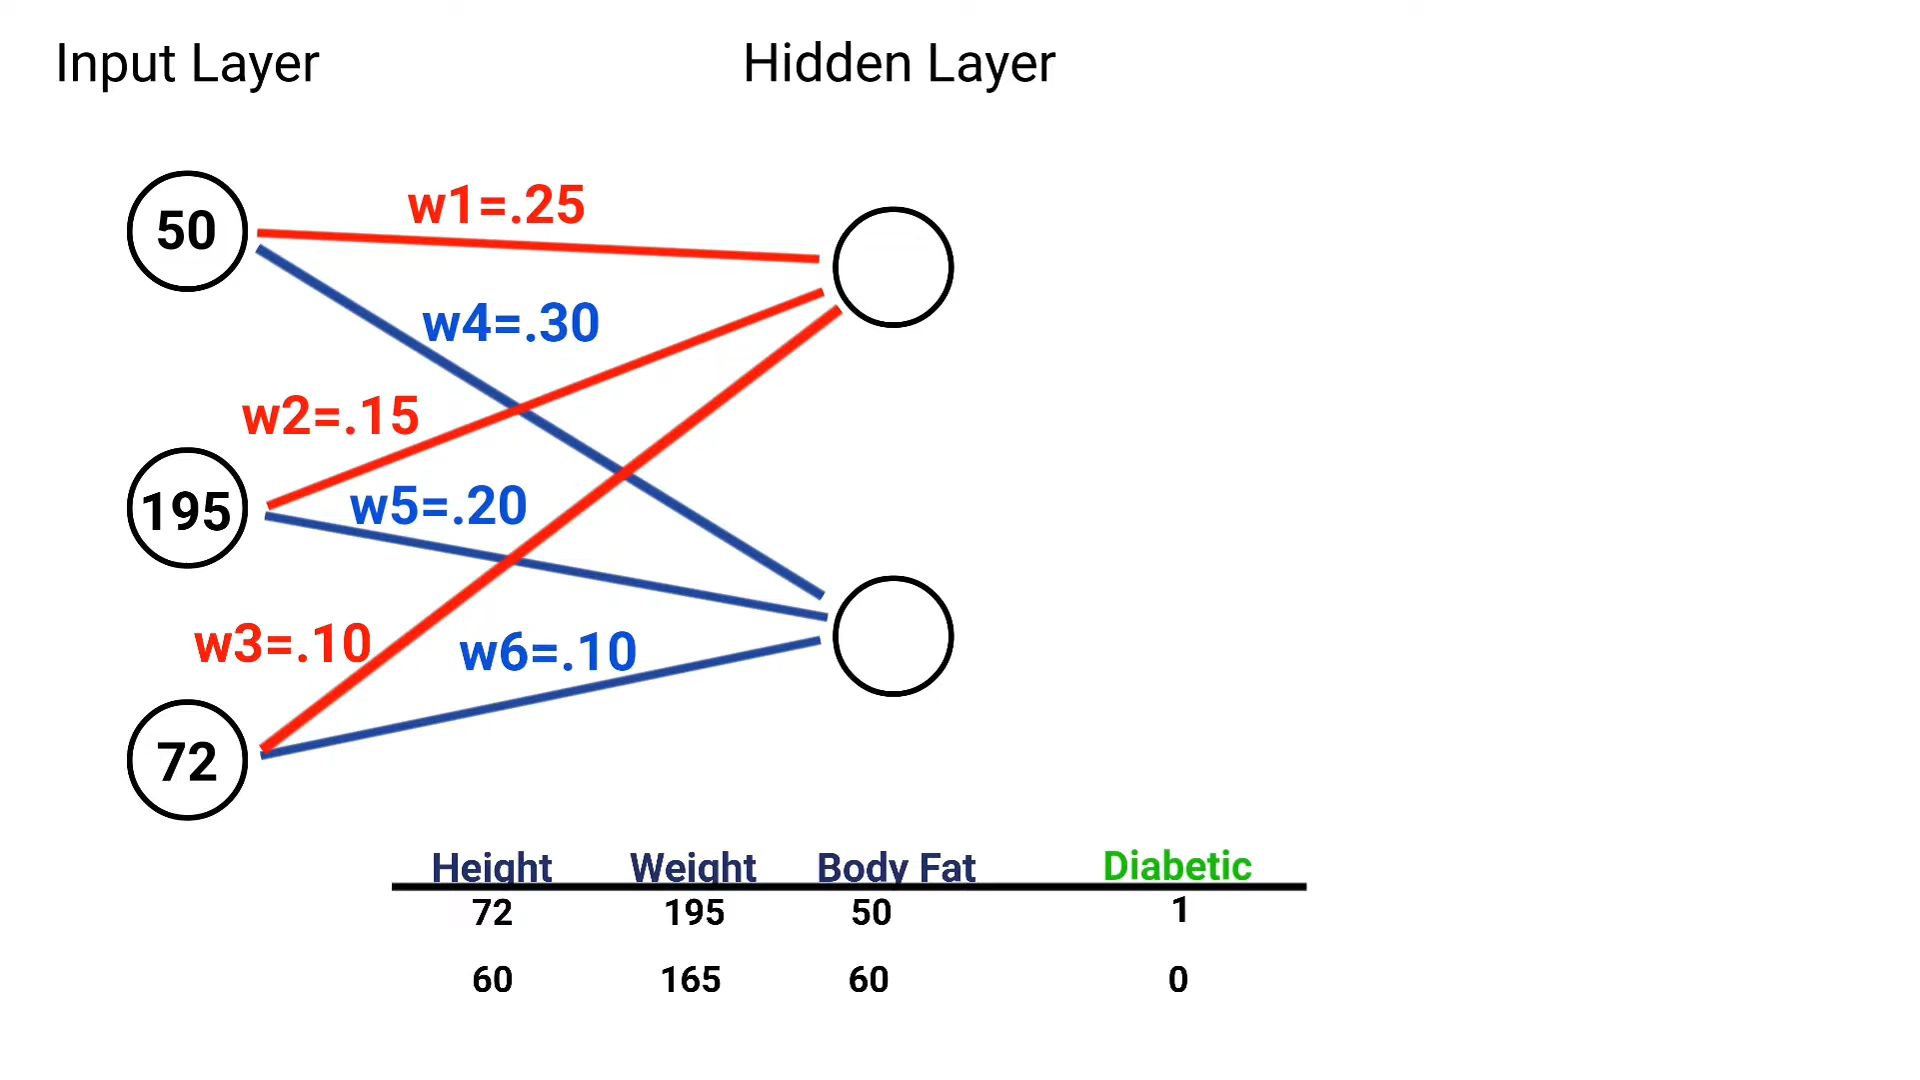 Input Layer
Hidden Layer
50
w1=.25
w4=.30
w2=.15
195
w5=.20
w3=.10
w6=.10
72
Height Weight Body Fat Diabetic
72 195 50 1
60 165 60 0